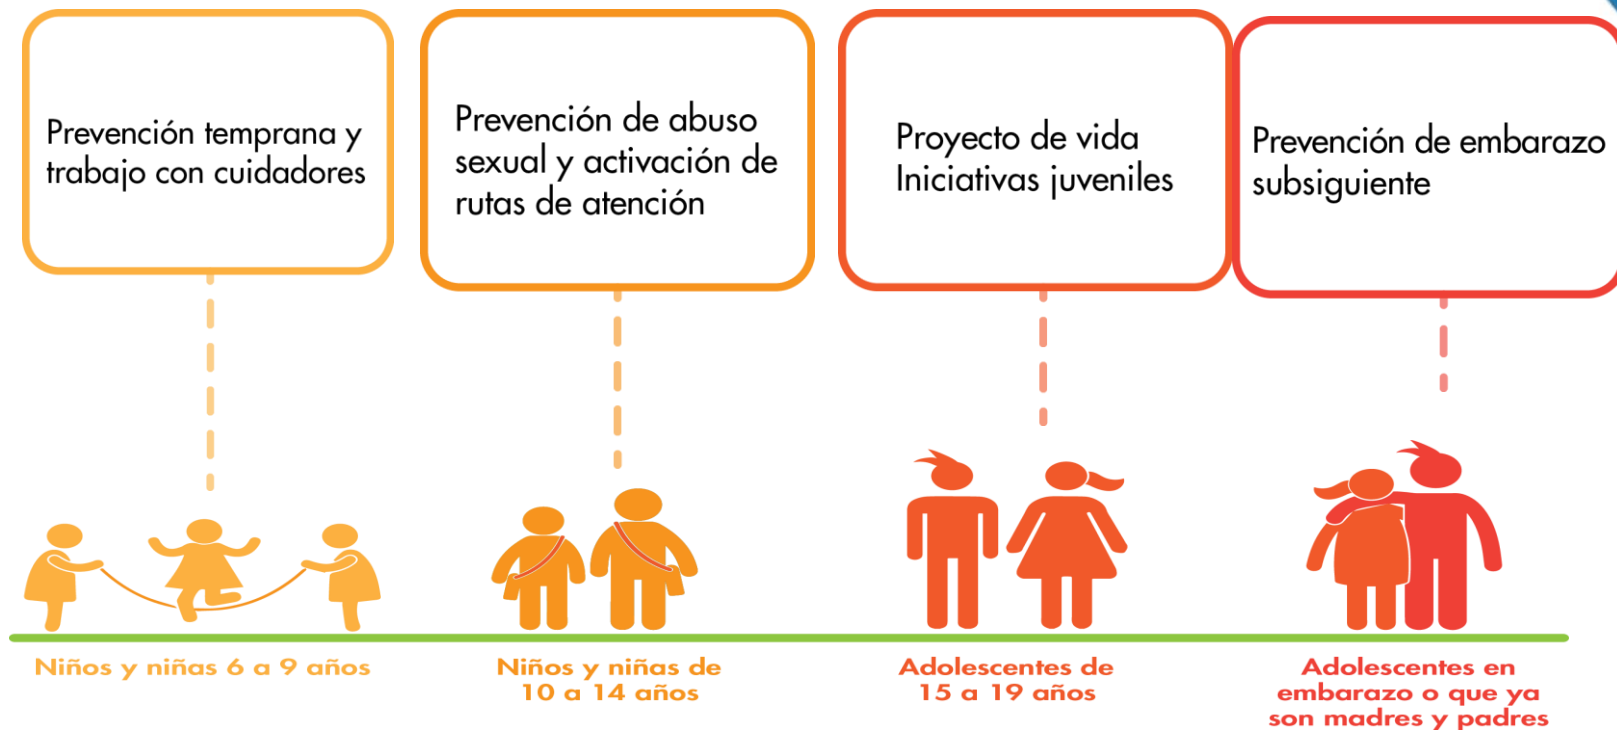 Prevención temprana y
trabajo con cuidadores
Prevención de abuso
sexual y activación de
rutas de atención
Proyecto de vida
Iniciativas juveniles
Prevención de embarazo
subsiguiente
Niños y niñas 6 a 9 años
Niños y niñas de
10 a 14 años
Adolescentes de
15 a 19 años
Adolescentes en
embarazo o que ya
son madres y padres